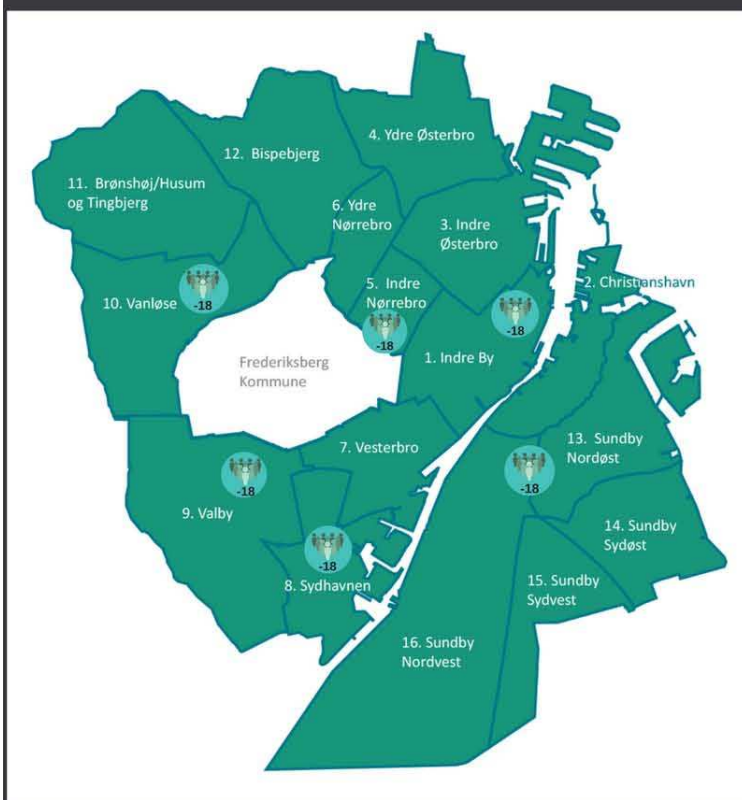 4. Ydre Østerbro
12. Bispebjerg
11. Brønshøj/Husum
og Tingbjerg
6. Ydre
Nørrebro
3. Indre
Østerbro
5. Indre
Nørrebro
2. Christianshavn
10. Vanløse
-18
-18
-18
1. Indre By
Frederiksberg
Kommune
7. Vesterbro
13. Sundby
Nordøst
-18
-18
9. Valby
14. Sundby
Sydøst
-18
8. Sydhavnen
15. Sundby
Sydvest
16. Sundby
Nordvest